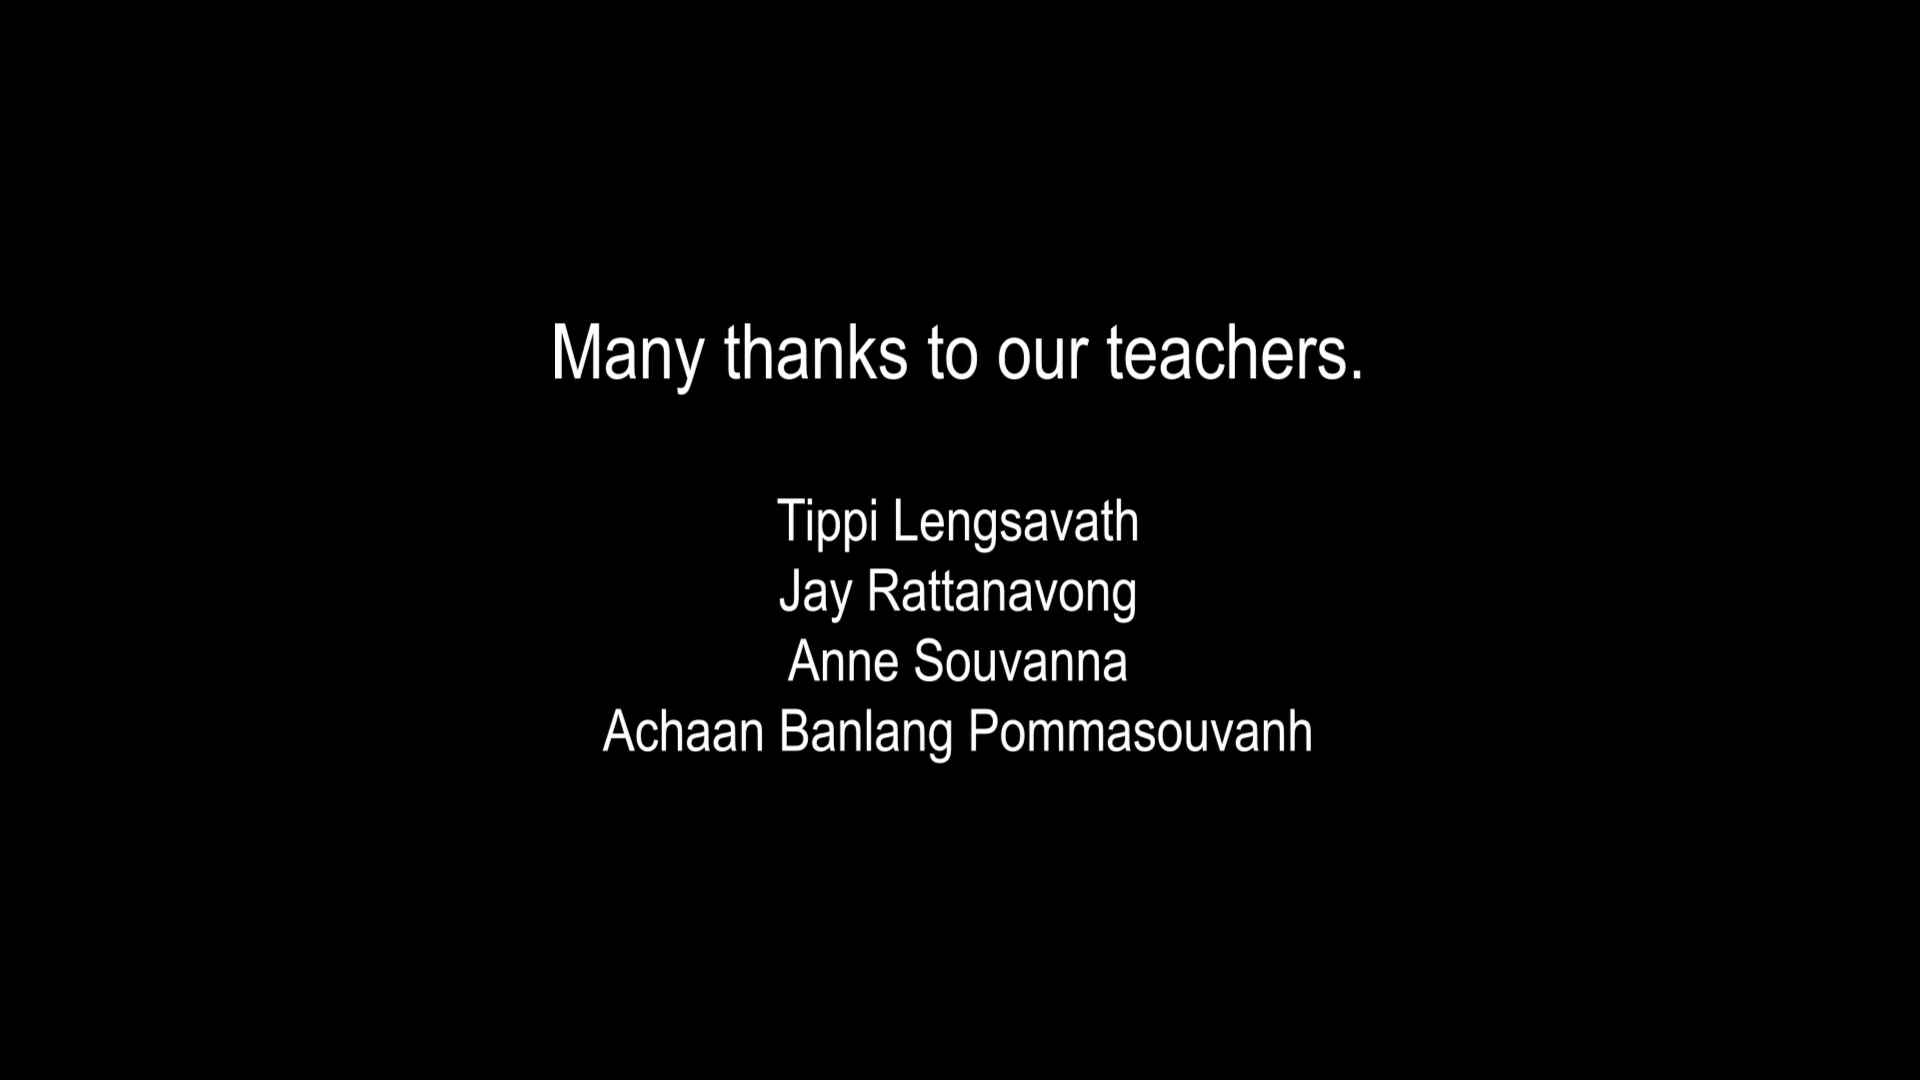 Many thanks to our teachers.
Tippi Lengsavath
Jay Rattanavong
Anne Souvanna
Achaan Banlang Pommasouvanh